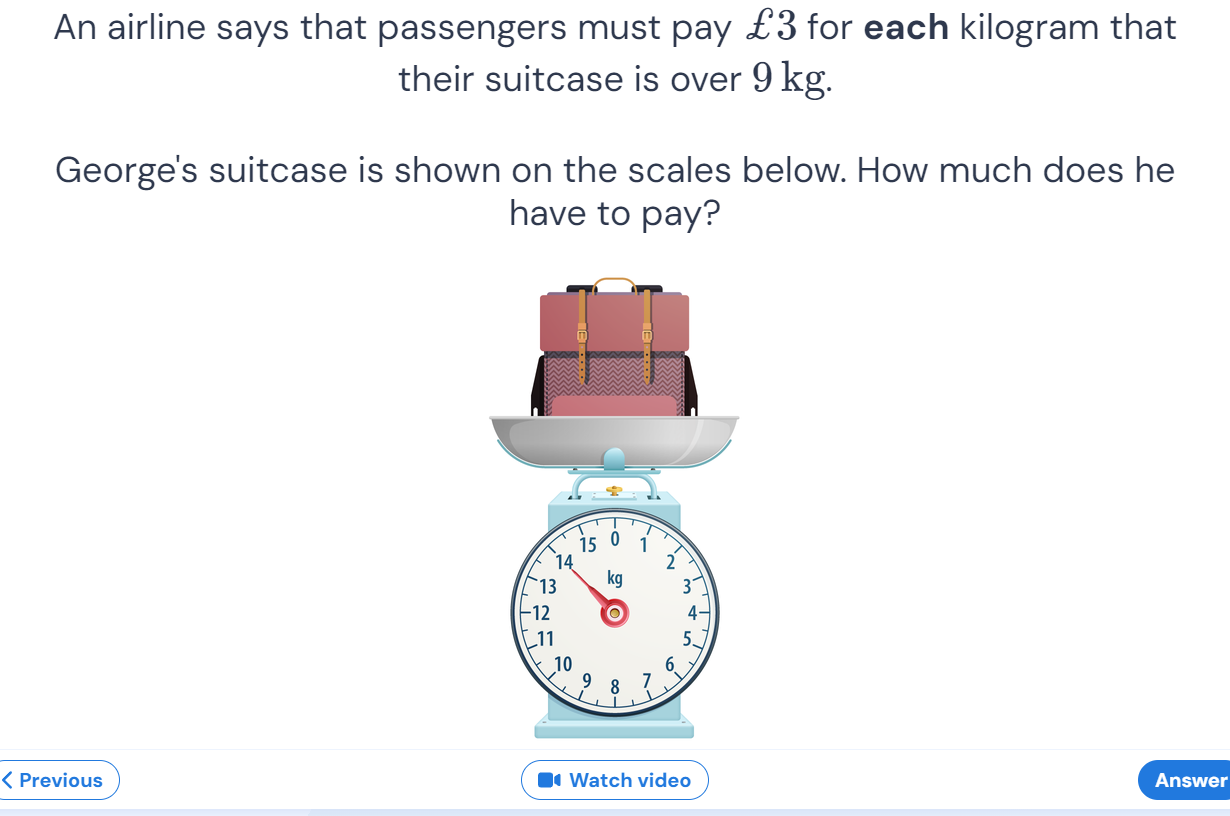 An airline says that passengers must pay £3 for each kilogram that
their suitcase is over 9 kg.
George's suitcase is shown on the scales below. How much does he
have to pay?
15 0 1
14 2
kg
13 3
12 4
11 5
10 6
9 8 7
Previous Watch video Answer